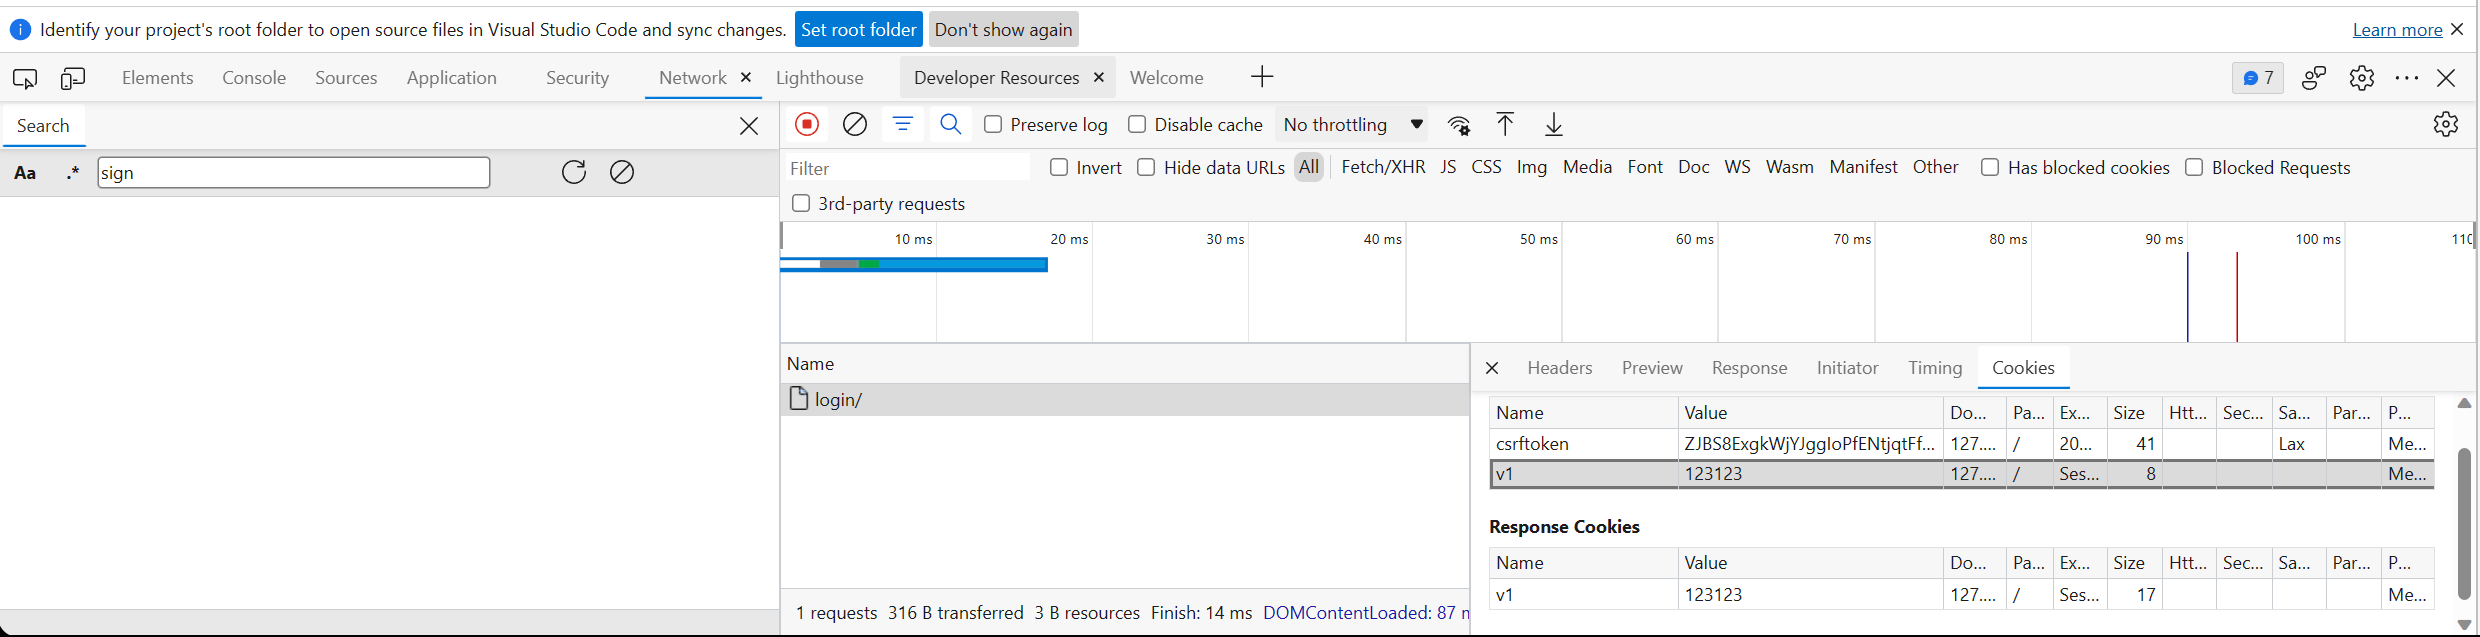 Identify your project's root folder to open source files in Visual Studio Code and sync changes. Set root folder Don't show again Learn more
Elements Console Sources Application Security Network Lighthouse Developer Resources Welcome 7
Search
Aa .* sign
Preserve log Disable cache No throttling
Filter Invert Hide data URLs All Fetch/XHR JS CSS Img Media Font Doc WS Wasm Manifest Other Has blocked cookies Blocked Requests
3rd-party requests
10 ms 20 ms 30 ms 40 ms 50 ms 60 ms 70 ms 80 ms 90 ms 100 ms 110
Name
login/
1 requests 316 B transferred 3 B resources Finish: 14 ms DOMContentLoaded: 87 m
Headers Preview Response Initiator Timing Cookies
Name Value Do... Pa... Ex... Size Htt... Sec... Sa... Par... P...
csrftoken ZJBS8ExgkWjYJggIoPfENtjqtFf... 127.... / 20... 41 Lax Me...
v1 123123 127.... / Ses... 8 Me...
Response Cookies
Name Value Do... Pa... Ex... Size Htt... Sec... Sa... Par... P...
v1 123123 127.... / Ses... 17 Me...